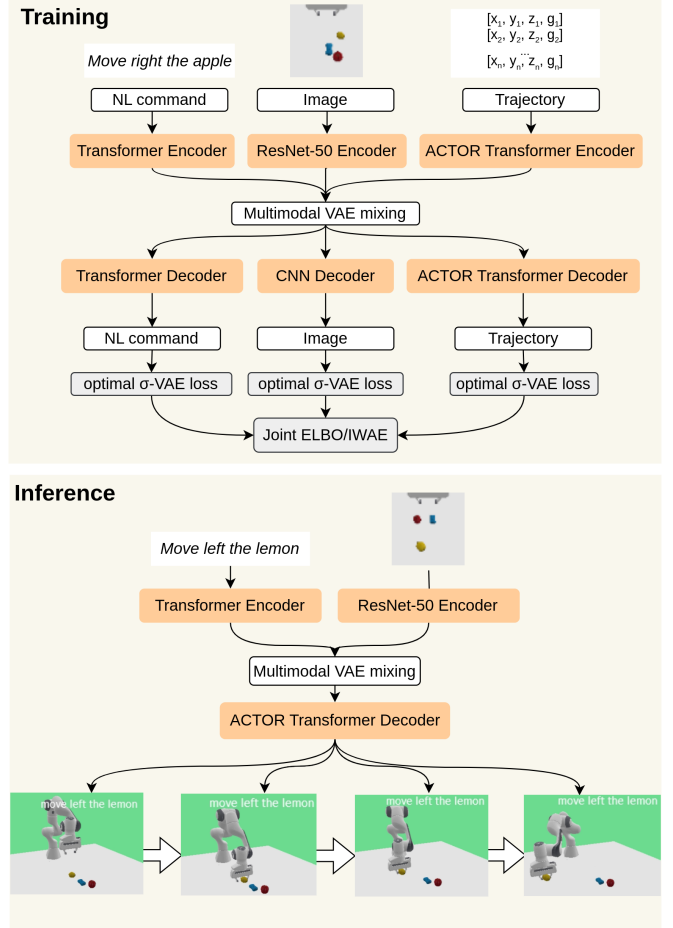 Training
Move right the apple
[x1, y1, z1, g1]
[x2, y2, z2, g2]
...
[xn, yn, zn, gn]
NL command
Image
Trajectory
Transformer Encoder
ResNet-50 Encoder
ACTOR Transformer Encoder
Multimodal VAE mixing
Transformer Decoder
CNN Decoder
ACTOR Transformer Decoder
NL command
Image
Trajectory
optimal σ-VAE loss
optimal σ-VAE loss
optimal σ-VAE loss
Joint ELBO/IWAE
Inference
Move left the lemon
Transformer Encoder
ResNet-50 Encoder
Multimodal VAE mixing
ACTOR Transformer Decoder
move left the lemon
move left the lemon
move left the lemon
move left the lemon